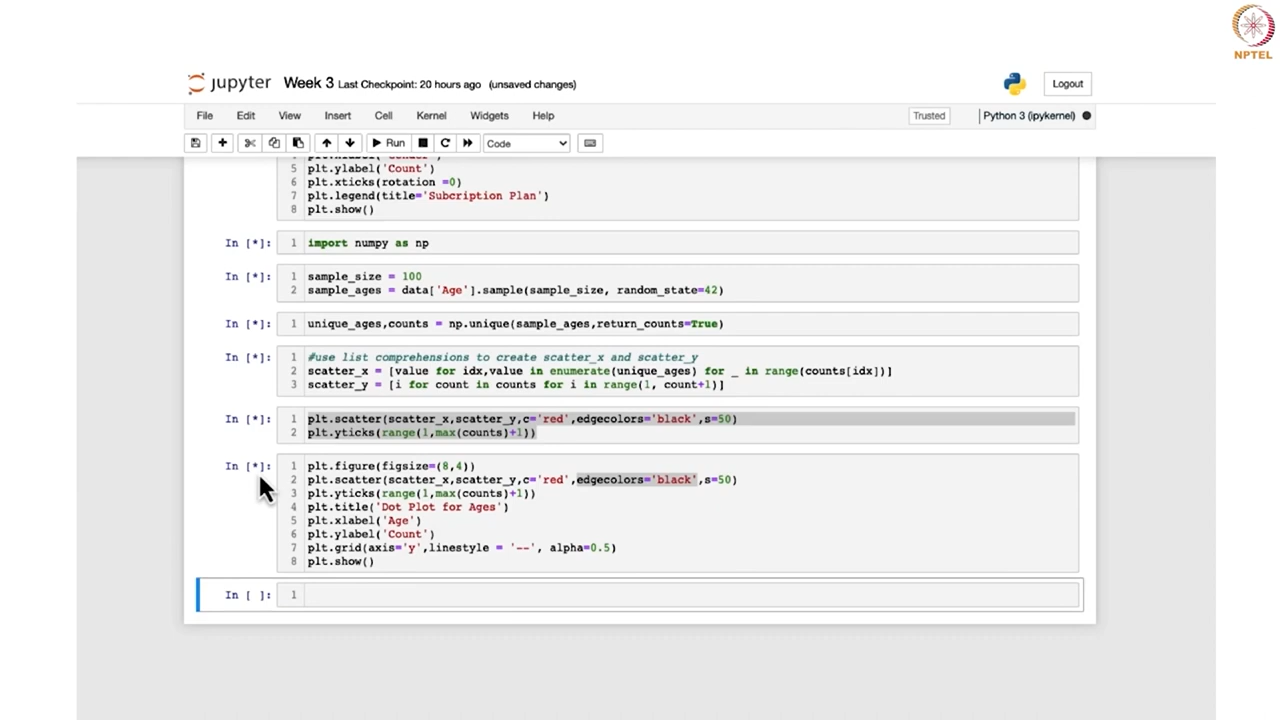 NPTEL
jupyter Week 3 Last Checkpoint: 20 hours ago (unsaved changes)
Logout
File Edit View Insert Cell Kernel Widgets Help
Trusted Python 3 (ipykernel)
Run Code
5 plt.ylabel('Count')
6 plt.xticks(rotation =0)
7 plt.legend(title='Subcription Plan')
8 plt.show()
In [*]: 1 import numpy as np
In [*]: 1 sample_size = 100
2 sample_ages = data['Age'].sample(sample_size, random_state=42)
In [*]: 1 unique_ages,counts = np.unique(sample_ages,return_counts=True)
In [*]: 1 #use list comprehensions to create scatter_x and scatter_y
2 scatter_x = [value for idx,value in enumerate(unique_ages) for _ in range(counts[idx])]
3 scatter_y = [i for count in counts for i in range(1, count+1)]
In [*]: 1 plt.scatter(scatter_x,scatter_y,c='red',edgecolors='black',s=50)
2 plt.yticks(range(1,max(counts)+1))
In [*]: 1 plt.figure(figsize=(8,4))
2 plt.scatter(scatter_x,scatter_y,c='red',edgecolors='black',s=50)
3 plt.yticks(range(1,max(counts)+1))
4 plt.title('Dot Plot for Ages')
5 plt.xlabel('Age')
6 plt.ylabel('Count')
7 plt.grid(axis='y',linestyle = '--', alpha=0.5)
8 plt.show()
In [ ]: 1